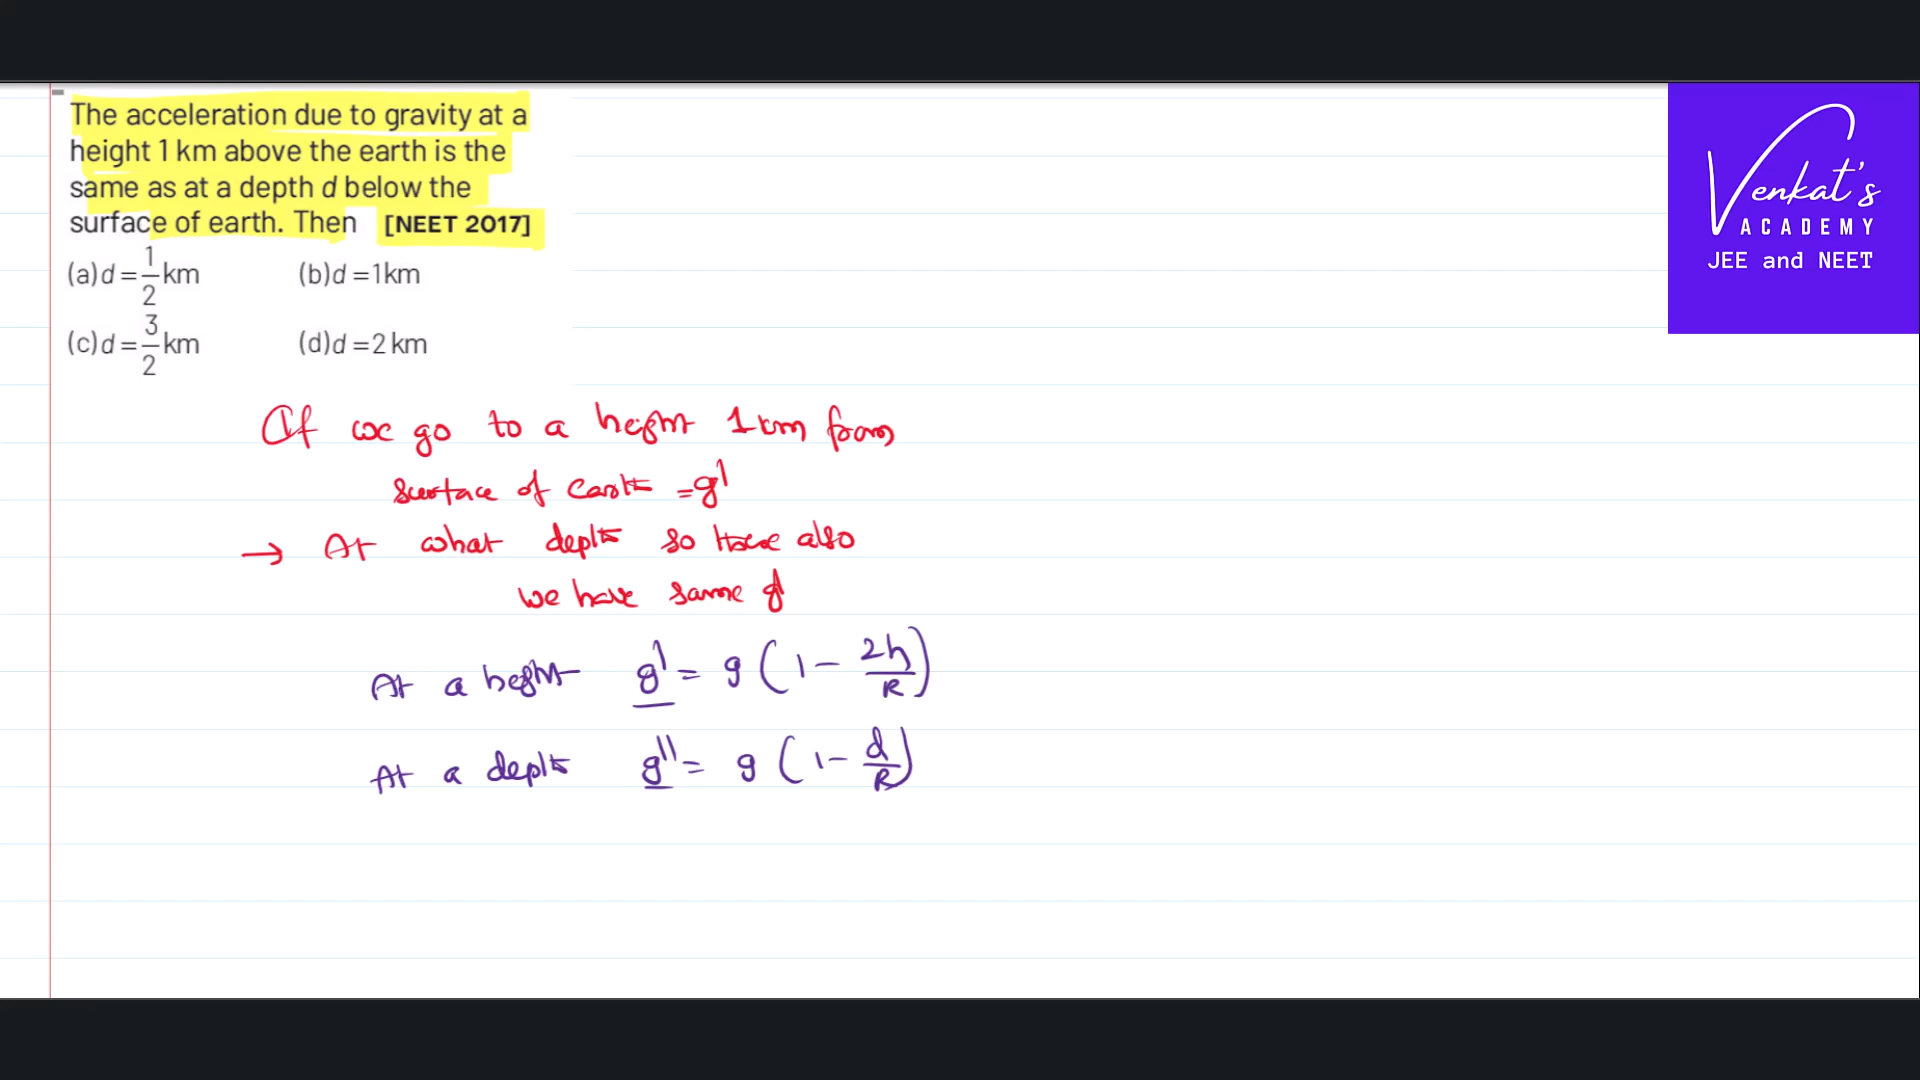 The acceleration due to gravity at a
height 1 km above the earth is the
same as at a depth d below the
surface of earth. Then [NEET 2017]
(a) d = 1/2 km (b) d = 1 km
(c) d = 3/2 km (d) d = 2 km
Venkat's
ACADEMY
JEE and NEET
If we go to a height 1 km from
surface of earth = g'
→ At what depth so there also
we have same g'
At a height g' = g (1 - 2h/R)
At a depth g'' = g (1 - d/R)